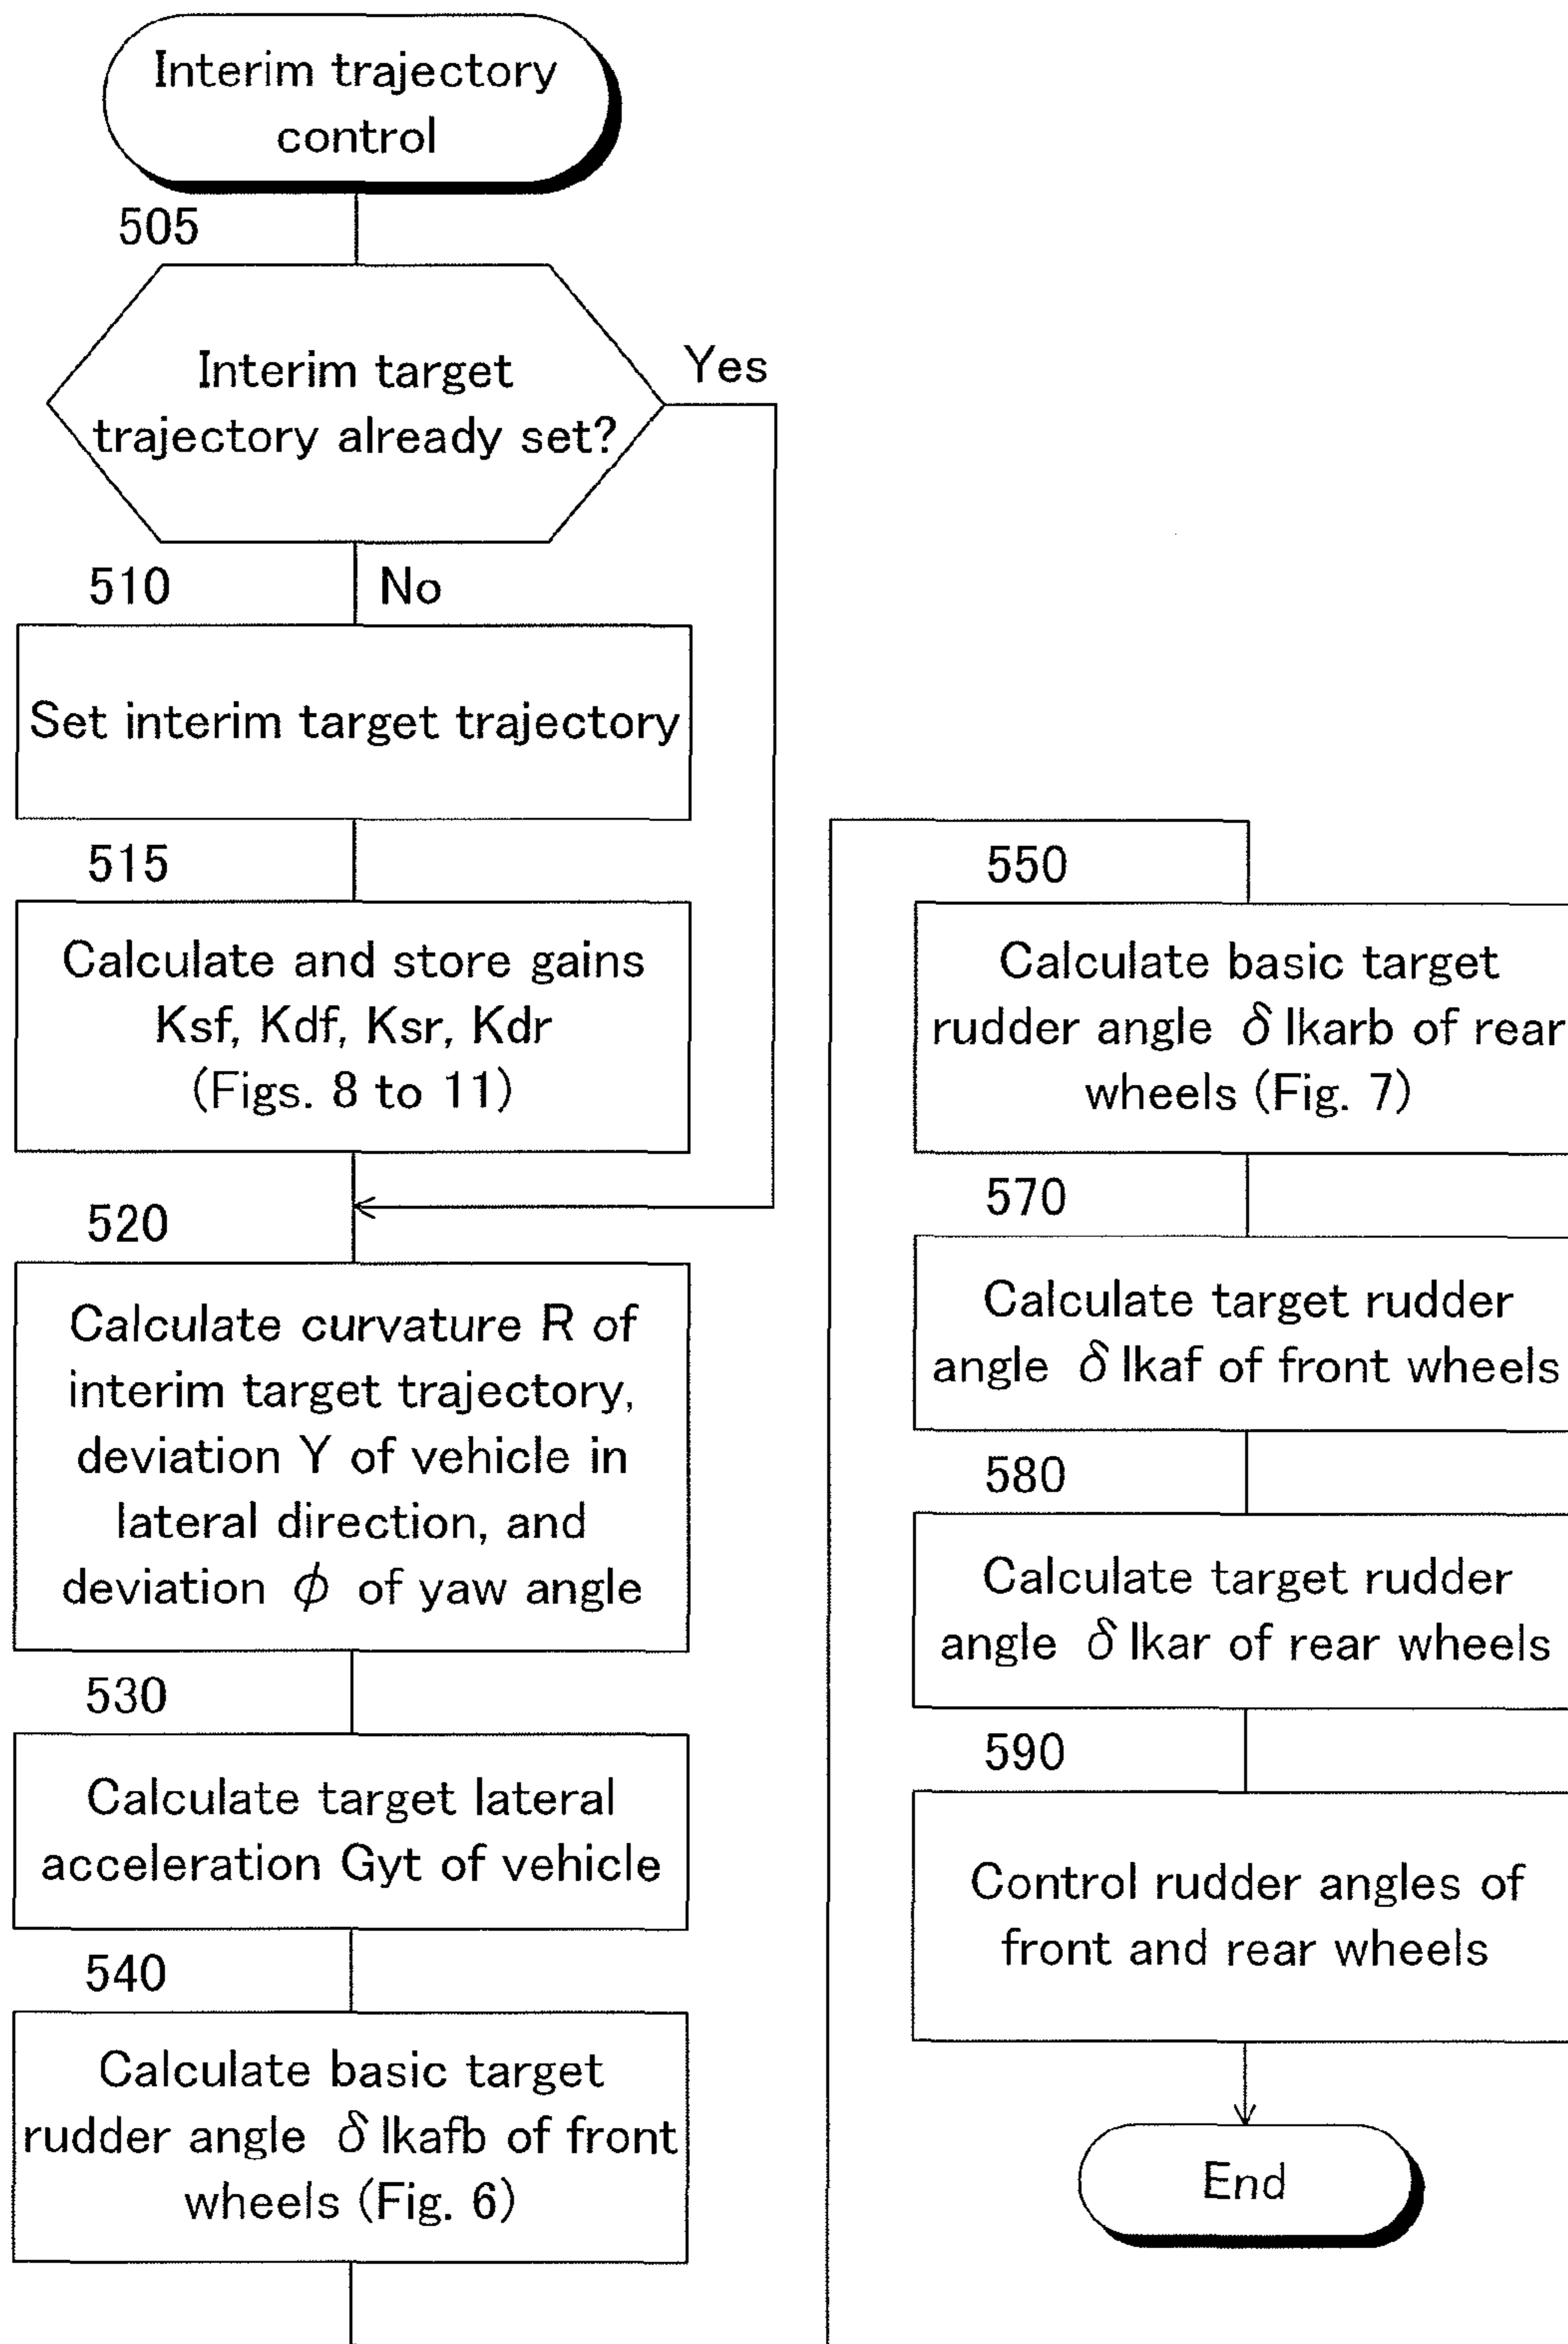 Interim trajectory
control
505
Interim target
trajectory already set?
Yes
510
No
Set interim target trajectory
515
Calculate and store gains
Ksf, Kdf, Ksr, Kdr
(Figs. 8 to 11)
520
Calculate curvature R of
interim target trajectory,
deviation Y of vehicle in
lateral direction, and
deviation ϕ of yaw angle
530
Calculate target lateral
acceleration Gyt of vehicle
540
Calculate basic target
rudder angle δ lkafb of front
wheels (Fig. 6)
550
Calculate basic target
rudder angle δ lkarb of rear
wheels (Fig. 7)
570
Calculate target rudder
angle δ lkaf of front wheels
580
Calculate target rudder
angle δ lkar of rear wheels
590
Control rudder angles of
front and rear wheels
End